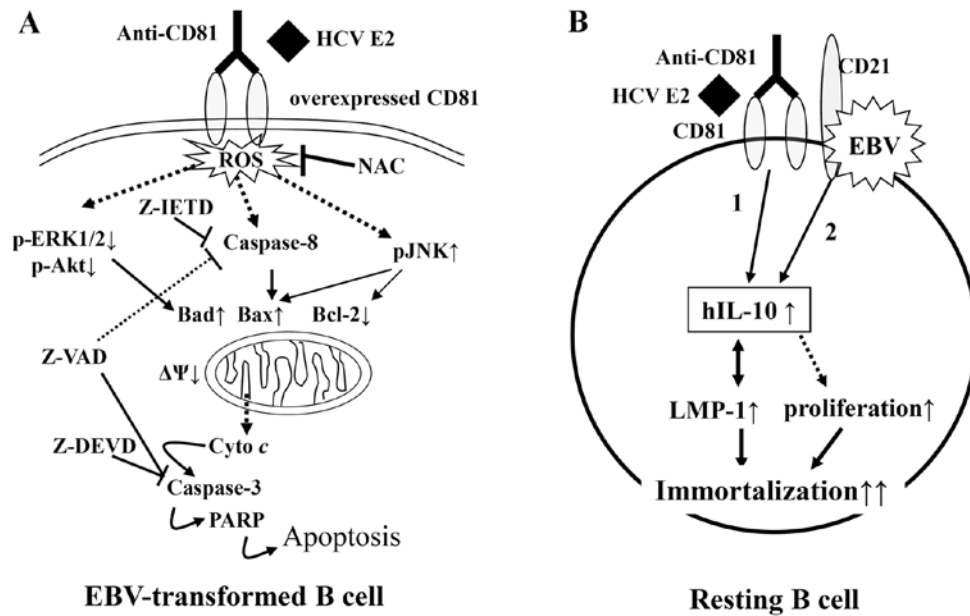 A
Anti-CD81
HCV E2
overexpressed CD81
ROS
NAC
Z-IETD
p-ERK1/2↓
p-Akt↓
Caspase-8
pJNK↑
Bad↑ Bax↑ Bcl-2↓
Z-VAD
ΔΨ↓
Z-DEVD
Cyto c
Caspase-3
PARP
Apoptosis
EBV-transformed B cell
B
Anti-CD81
CD21
HCV E2
CD81
EBV
1
2
hIL-10 ↑
LMP-1↑
proliferation↑
Immortalization↑↑
Resting B cell